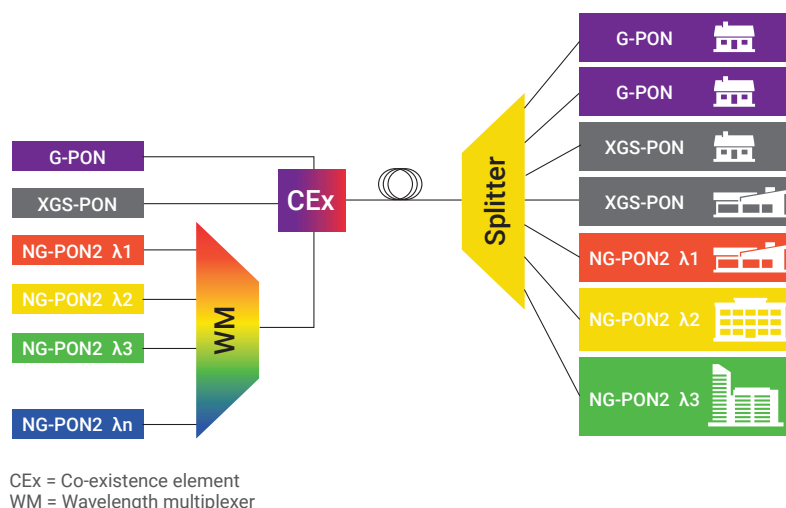 G-PON
XGS-PON
NG-PON2 λ1
NG-PON2 λ2
NG-PON2 λ3
NG-PON2 λn
WM
CEx
Splitter
G-PON
G-PON
XGS-PON
XGS-PON
NG-PON2 λ1
NG-PON2 λ2
NG-PON2 λ3
CEx = Co-existence element
WM = Wavelength multiplexer